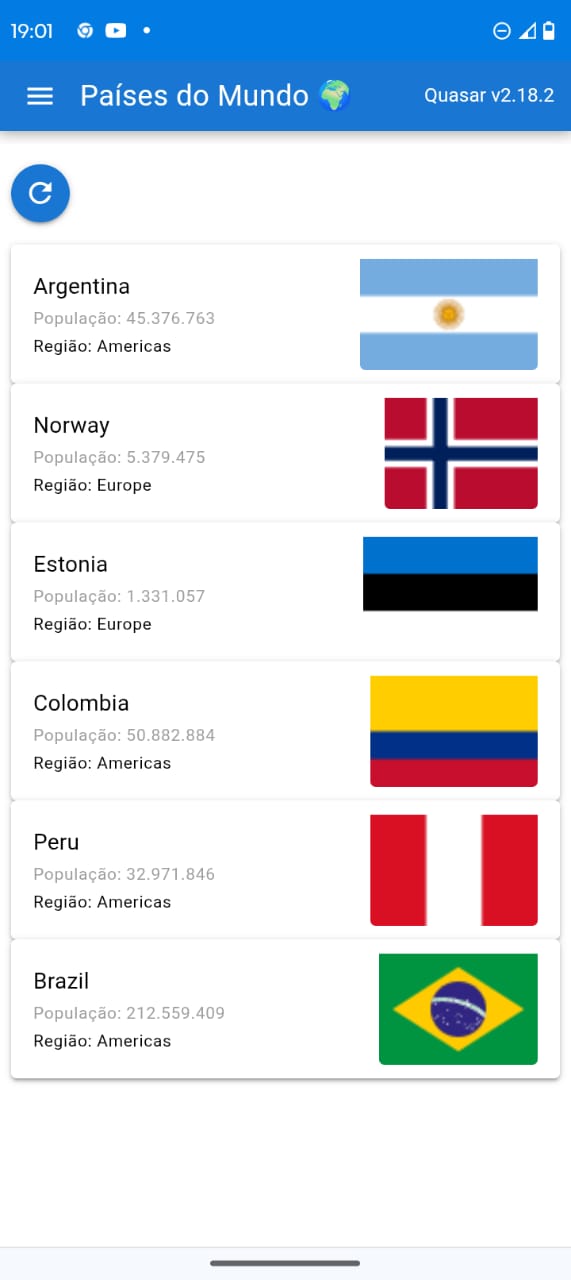 19:01
Países do Mundo 🌍
Quasar v2.18.2
Argentina
População: 45.376.763
Região: Americas
Norway
População: 5.379.475
Região: Europe
Estonia
População: 1.331.057
Região: Europe
Colombia
População: 50.882.884
Região: Americas
Peru
População: 32.971.846
Região: Americas
Brazil
População: 212.559.409
Região: Americas